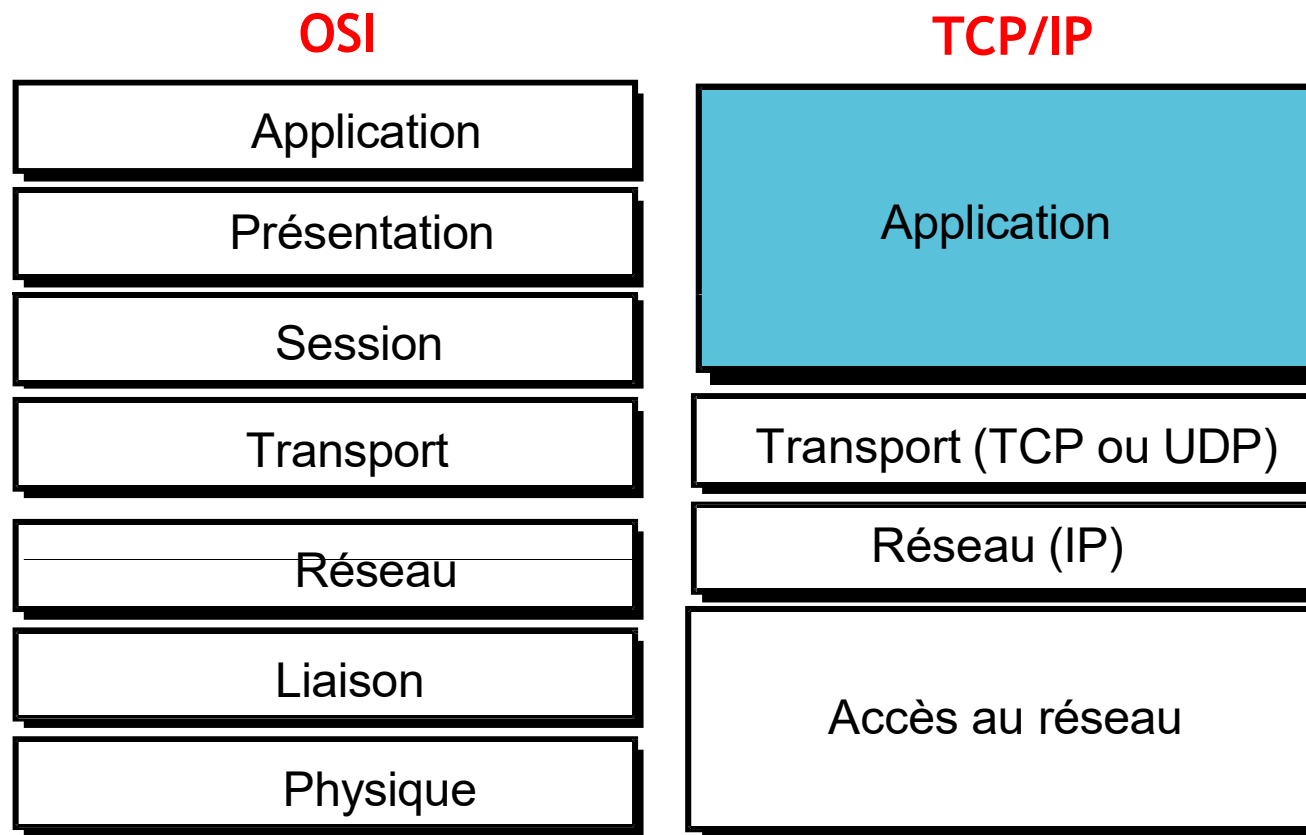 OSI
TCP/IP
Application
Présentation
Session
Transport
Réseau
Liaison
Physique
Application
Transport (TCP ou UDP)
Réseau (IP)
Accès au réseau